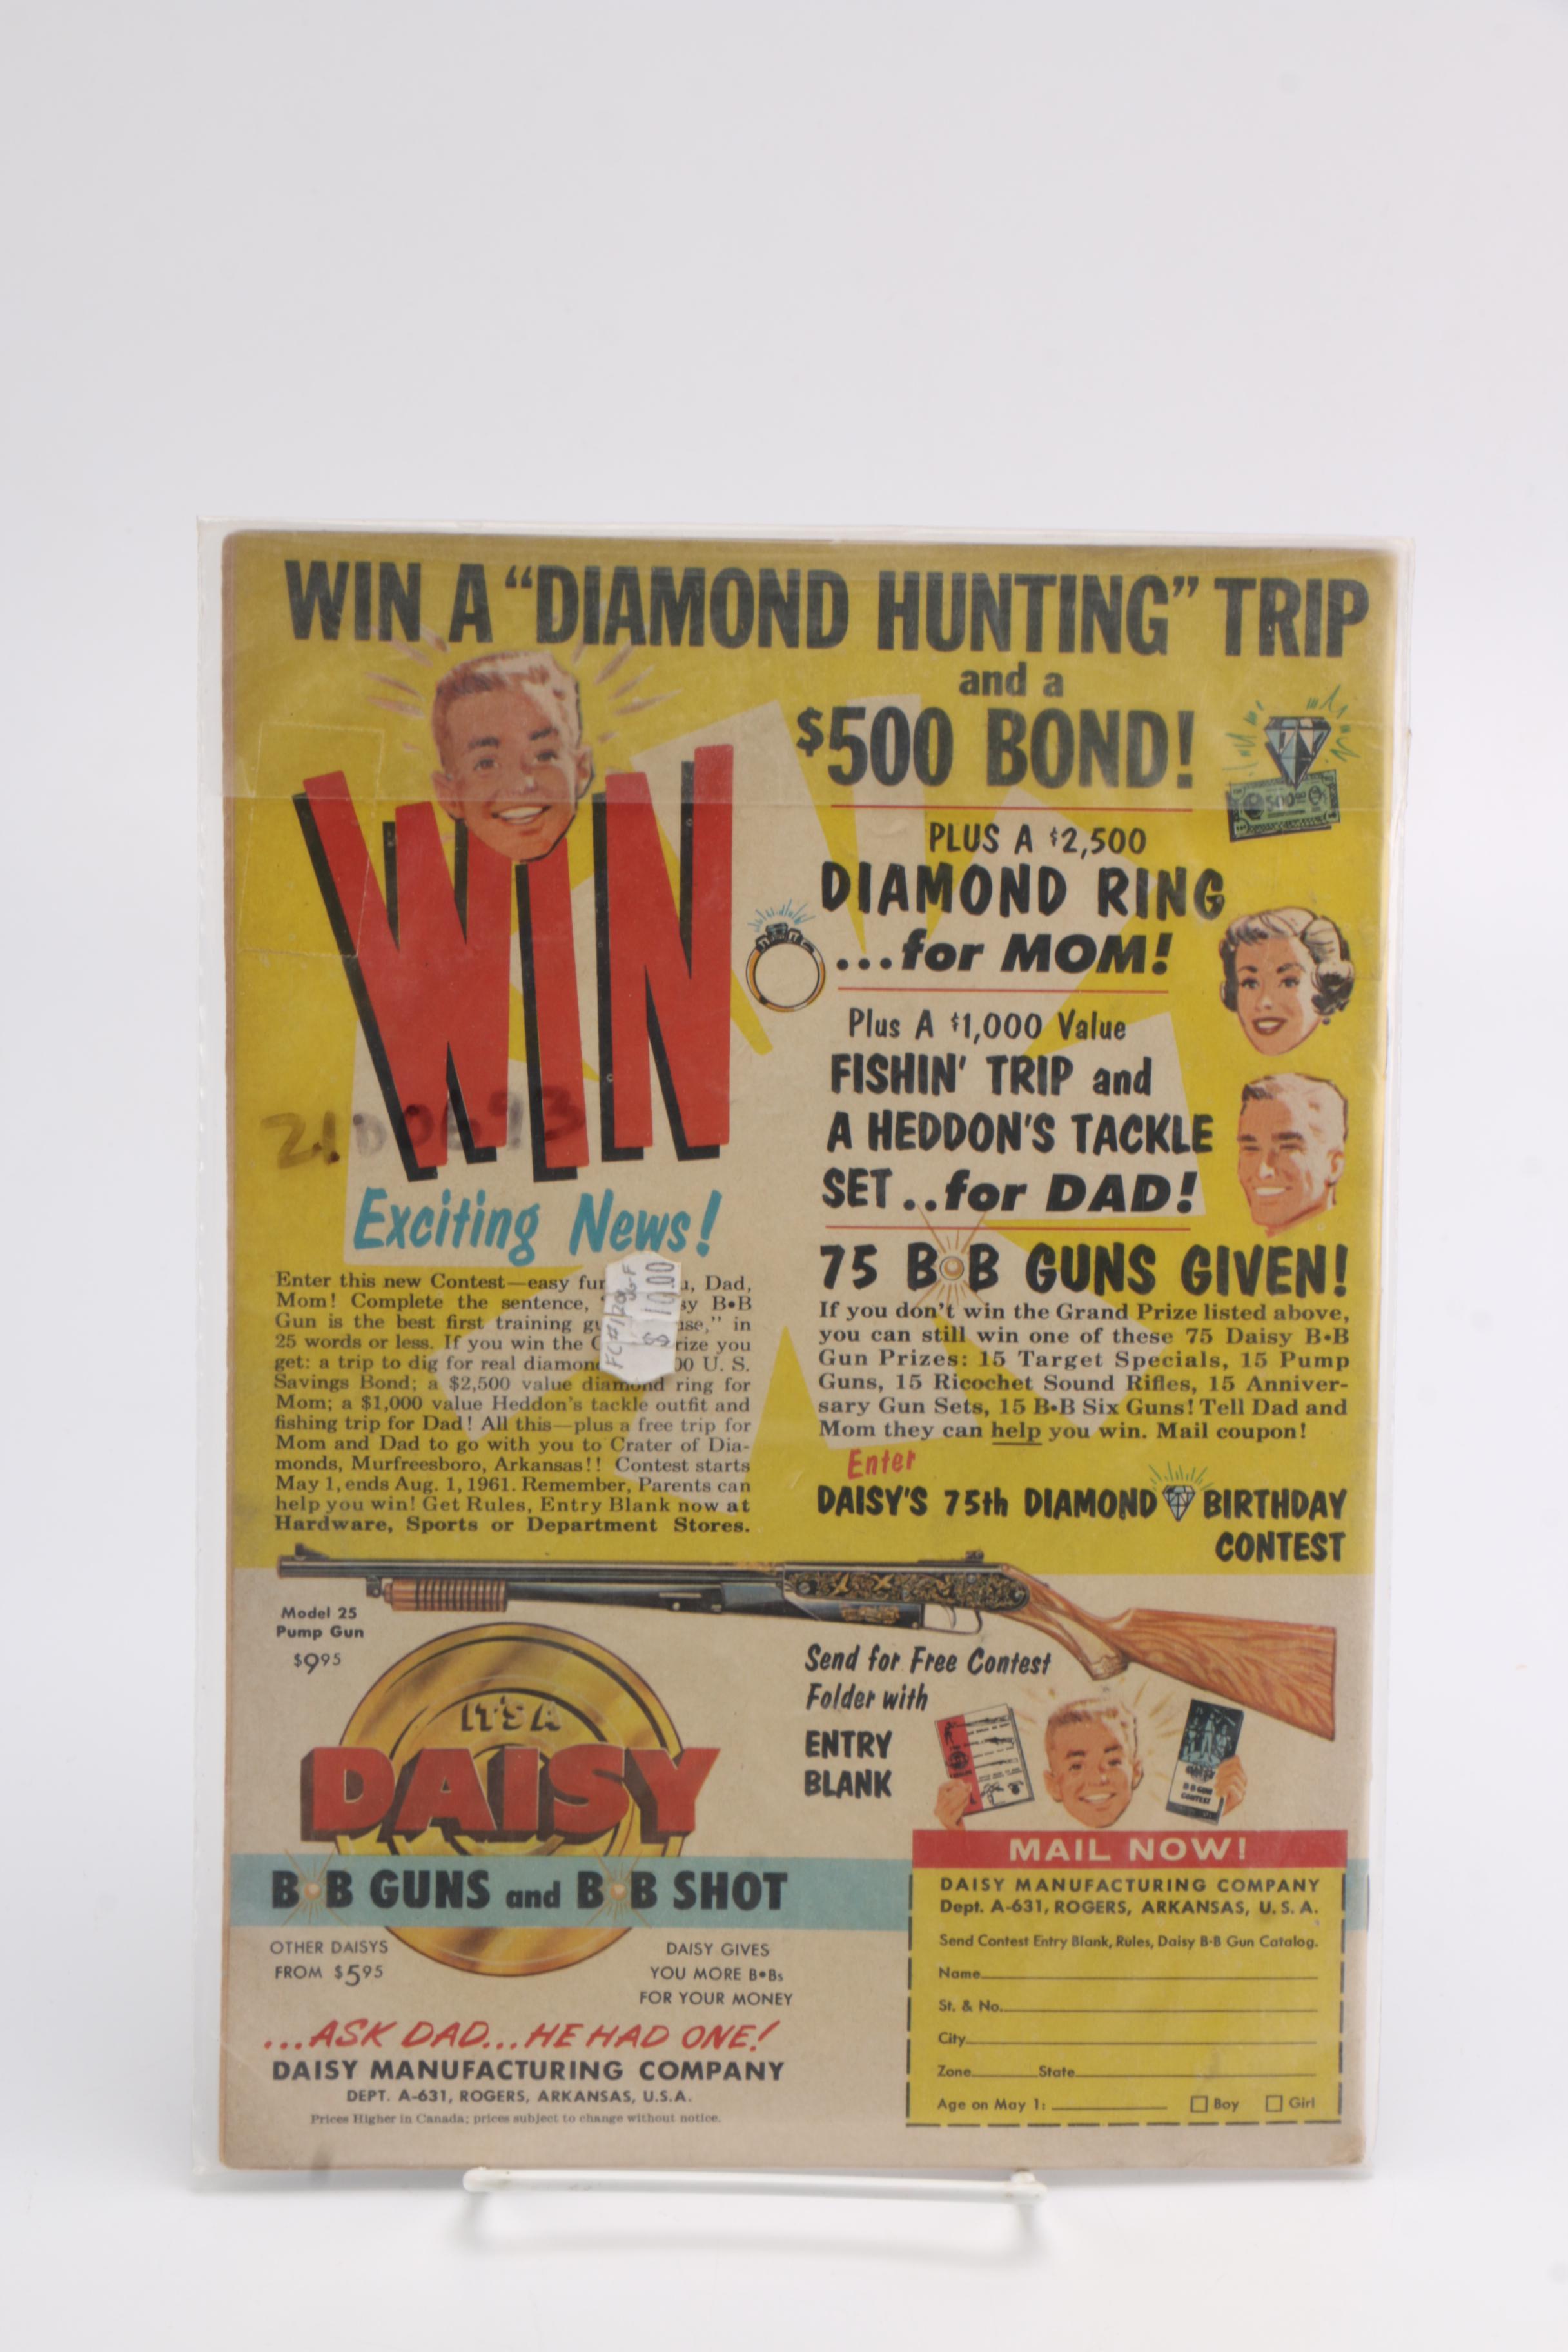 WIN A “DIAMOND HUNTING” TRIP
and a
$500 BOND!
WIN
PLUS A $2,500
DIAMOND RING
...for MOM!
Plus A $1,000 Value
FISHIN' TRIP and
A HEDDON'S TACKLE
SET..for DAD!
Exciting News!
Enter this new Contest—easy Dad,
Mom! Complete the sentence, B•B
Gun is the best first training in
25 words or less. If you win the you
get: a trip to dig for real U. S.
Savings Bond; a $2,500 value diamond ring for
Mom; a $1,000 value Heddon's tackle outfit and
fishing trip for Dad! All this—plus a free trip for
Mom and Dad to go with you to Crater of Dia-
monds, Murfreesboro, Arkansas!! Contest starts
May 1, ends Aug. 1, 1961. Remember, Parents can
help you win! Get Rules, Entry Blank now at
Hardware, Sports or Department Stores.
$10.00
75 B•B GUNS GIVEN!
If you don't win the Grand Prize listed above,
you can still win one of these 75 Daisy B•B
Gun Prizes: 15 Target Specials, 15 Pump
Guns, 15 Ricochet Sound Rifles, 15 Anniver-
sary Gun Sets, 15 B•B Six Guns! Tell Dad and
Mom they can help you win. Mail coupon!
Enter
DAISY'S 75th DIAMOND BIRTHDAY
CONTEST
Model 25
Pump Gun
$9.95
IT'S A
DAISY
B•B GUNS and B•B SHOT
OTHER DAISYS
FROM $5.95
DAISY GIVES
YOU MORE B•Bs
FOR YOUR MONEY
...ASK DAD...HE HAD ONE!
DAISY MANUFACTURING COMPANY
DEPT. A-631, ROGERS, ARKANSAS, U.S.A.
Prices Higher in Canada; prices subject to change without notice.
Send for Free Contest
Folder with
ENTRY
BLANK
B•B GUN
CONTEST
MAIL NOW!
DAISY MANUFACTURING COMPANY
Dept. A-631, ROGERS, ARKANSAS, U. S. A.
Send Contest Entry Blank, Rules, Daisy B-B Gun Catalog.
Name
St. & No.
City
Zone State
Age on May 1: Boy Girl